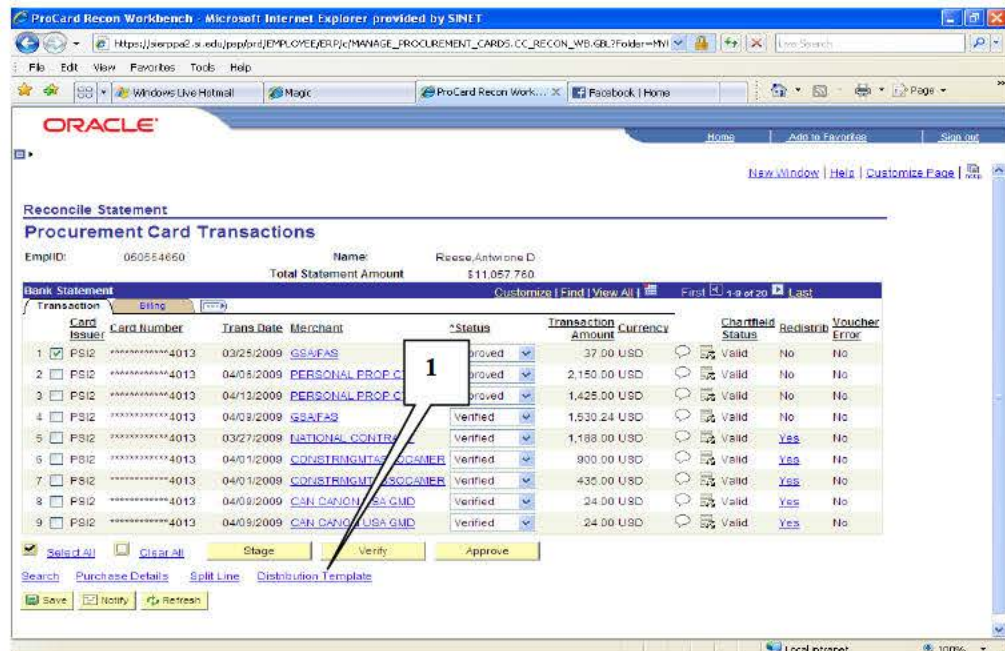 ProCard Recon Workbench - Microsoft Internet Explorer provided by SINET
https://sierppa2.si.edu/psp/prd/EMPLOYEE/ERP/c/MANAGE_PROCUREMENT_CARDS.CC_RECON_WB.GBL?Folder=MYF Live Search
File Edit View Favorites Tools Help
Windows Live Hotmail Magic ProCard Recon Work... Facebook | Home Page
ORACLE
Home Add to Favorites Sign out
New Window | Help | Customize Page | http
Reconcile Statement
Procurement Card Transactions
EmplID: 060554660 Name: Reese,Antwione D
Total Statement Amount $11,057.760
Bank Statement Customize | Find | View All | First 1-9 of 20 Last
Transaction Billing
Card Issuer Card Number Trans Date Merchant *Status Transaction Amount Currency Chartfield Status Redistrib Voucher Error
1 PSI2 ************4013 03/25/2009 GSA/FAS proved 37.00 USD Valid No No
2 PSI2 ************4013 04/06/2009 PERSONAL PROP C proved 2,150.00 USD Valid No No
3 PSI2 ************4013 04/13/2009 PERSONAL PROP C proved 1,425.00 USD Valid No No
4 PSI2 ************4013 04/09/2009 GSA/FAS Verified 1,530.24 USD Valid No No
5 PSI2 ************4013 03/27/2009 NATIONAL CONTRA Verified 1,188.00 USD Valid Yes No
6 PSI2 ************4013 04/01/2009 CONSTRMGMTASSOCAMER Verified 900.00 USD Valid Yes No
7 PSI2 ************4013 04/01/2009 CONSTRMGMTASSOCAMER Verified 435.00 USD Valid Yes No
8 PSI2 ************4013 04/09/2009 CAN CANON USA GMD Verified 24.00 USD Valid Yes No
9 PSI2 ************4013 04/09/2009 CAN CANON USA GMD Verified 24.00 USD Valid Yes No
1
Select All Clear All Stage Verify Approve
Search Purchase Details Split Line Distribution Template
Save Notify Refresh
Local intranet 100%